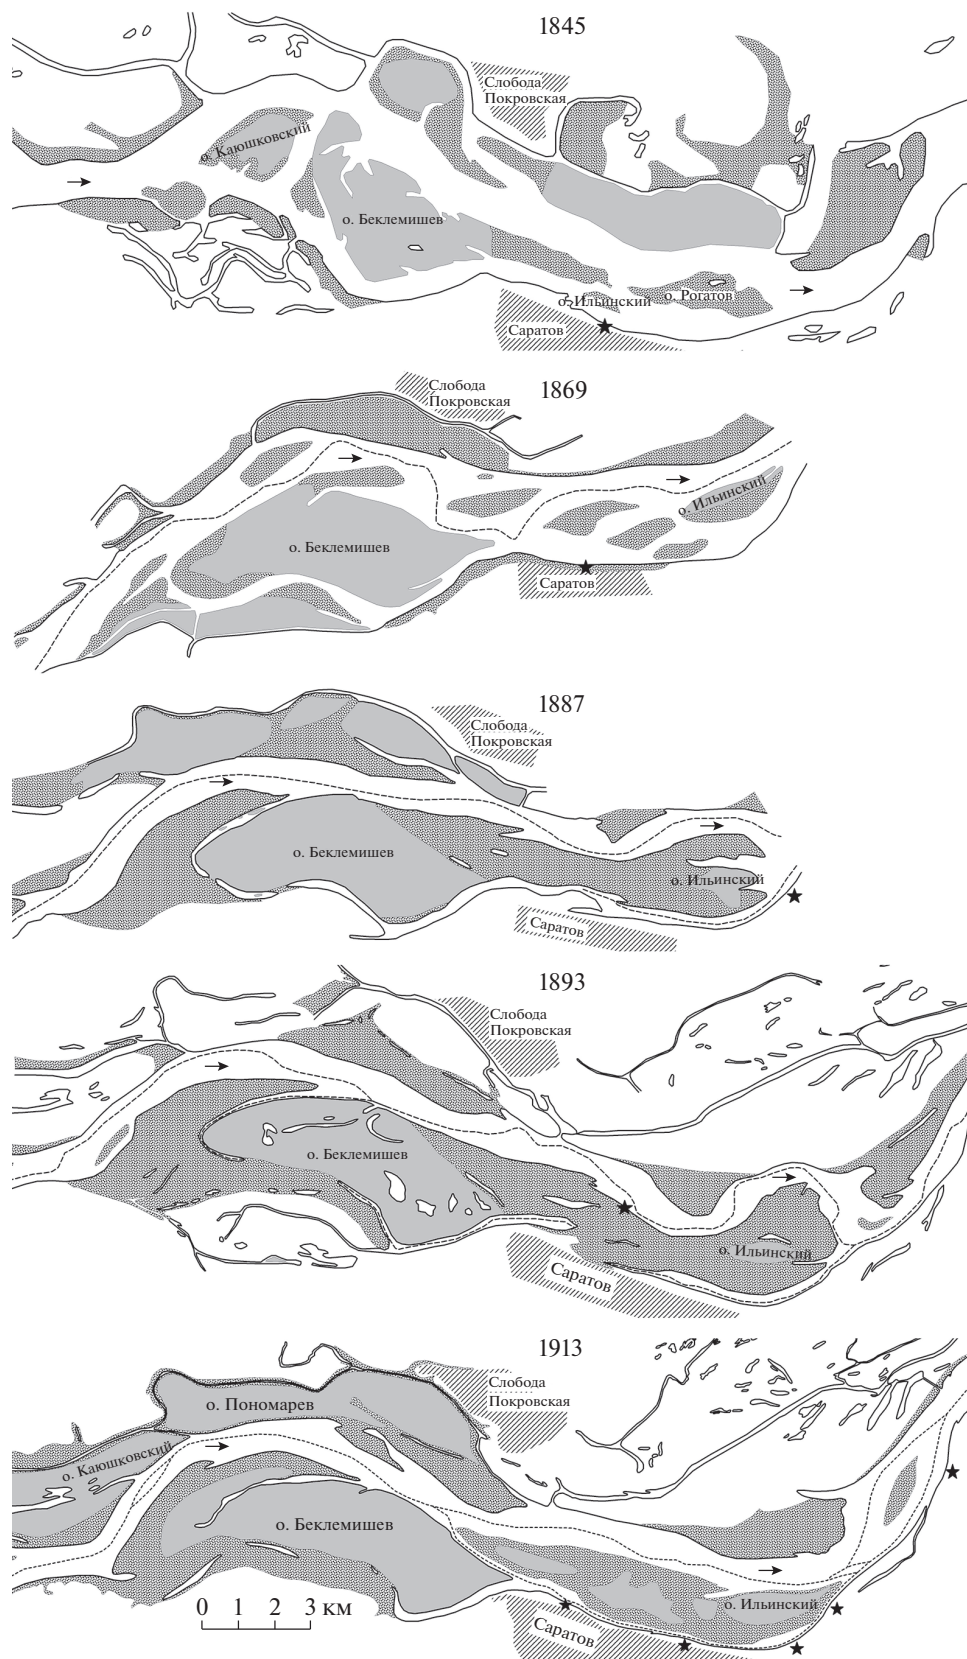 1845
Слобода
Покровская
о. Каюшковский
о. Беклемишев
о. Ильинский
о. Рогатов
Саратов
1869
Слобода
Покровская
о. Ильинский
о. Беклемишев
Саратов
1887
Слобода
Покровская
о. Беклемишев
о. Ильинский
Саратов
1893
Слобода
Покровская
о. Беклемишев
о. Ильинский
Саратов
1913
Слобода
Покровская
о. Пономарев
о. Каюшковский
о. Беклемишев
о. Ильинский
0 1 2 3 км
Саратов